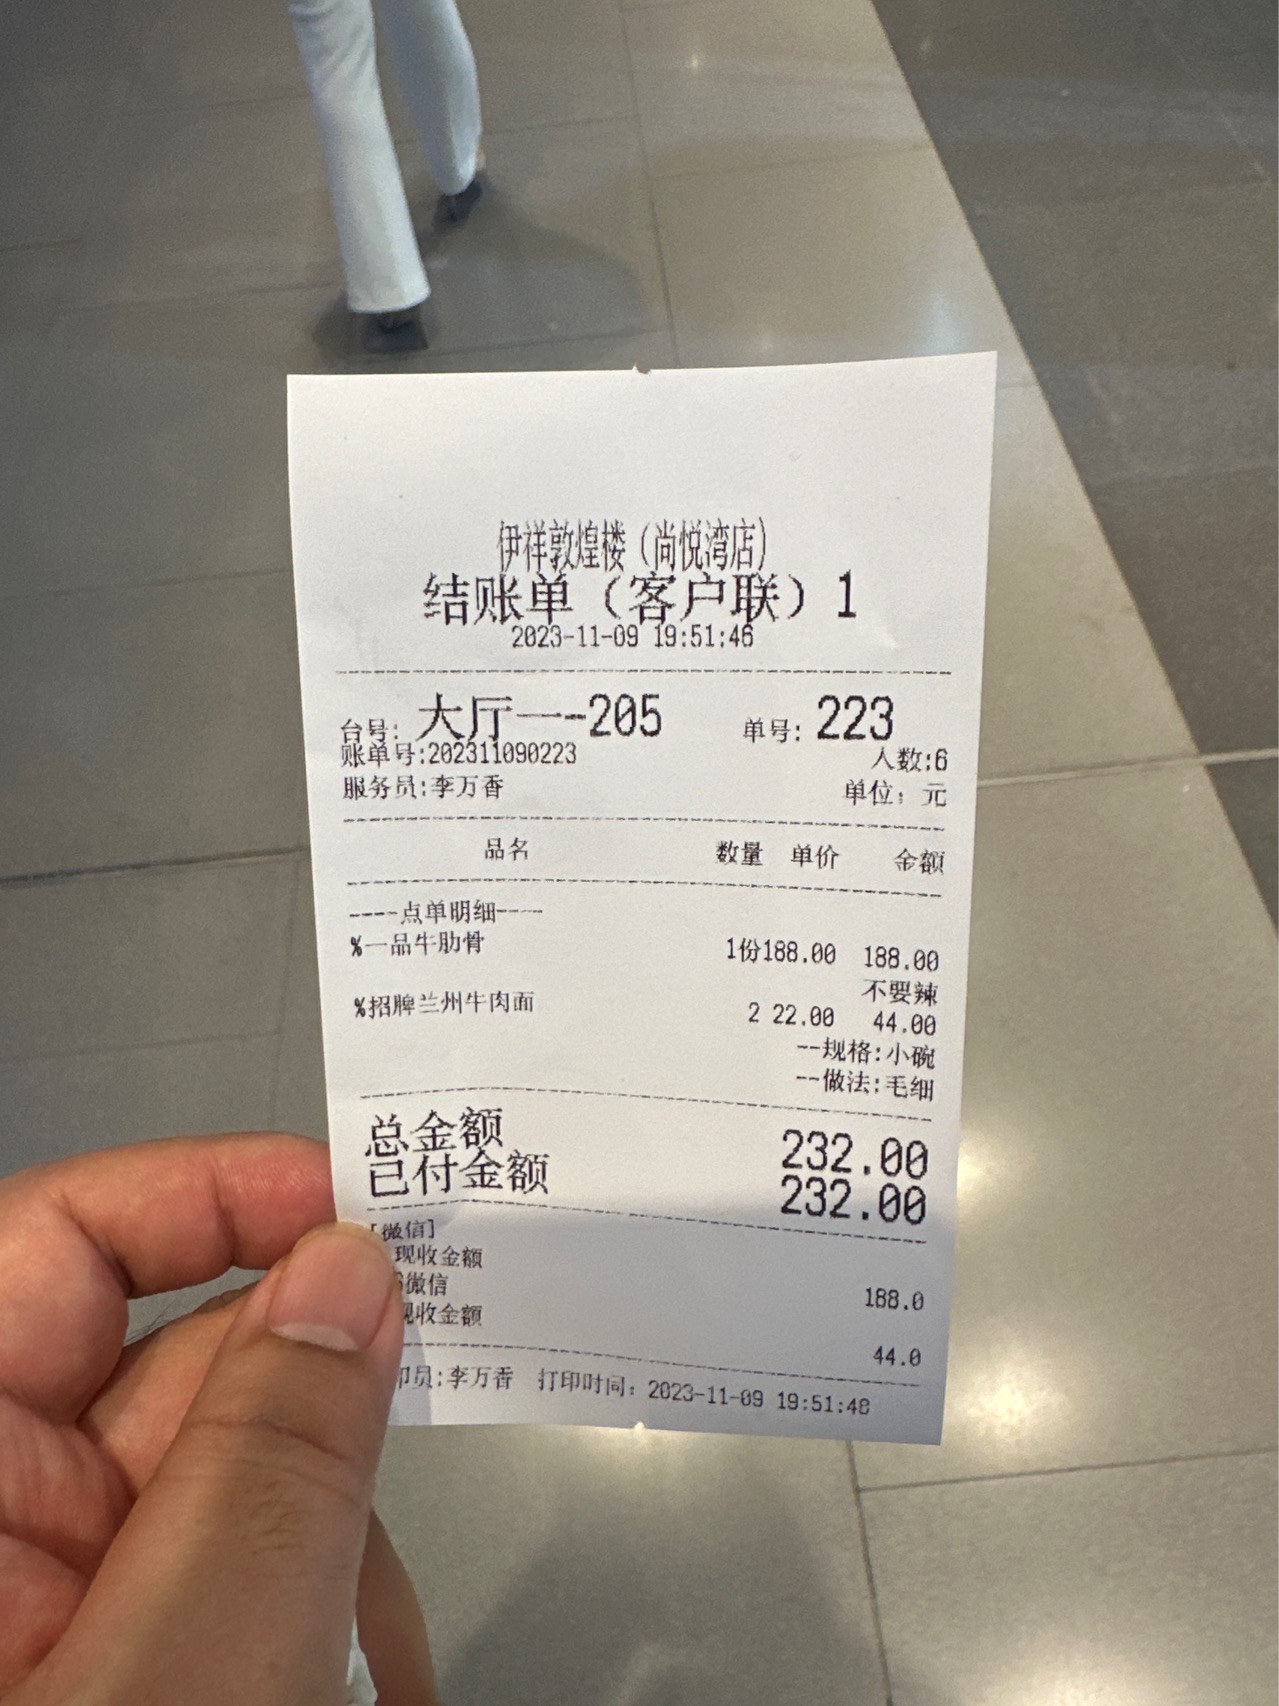 伊祥敦煌楼（尚悦湾店）
结账单（客户联）1
2023-11-09 19:51:46
台号: 大厅一--205 单号: 223
账单号:202311090223 人数:6
服务员:李万香 单位: 元
品名 数量 单价 金额
----点单明细----
%一品牛肋骨 1份188.00 188.00
不要辣
%招牌兰州牛肉面 2 22.00 44.00
--规格:小碗
--做法:毛细
总金额 232.00
已付金额 232.00
[微信]
现收金额 188.0
微信
现收金额 44.0
印员:李万香 打印时间: 2023-11-09 19:51:48